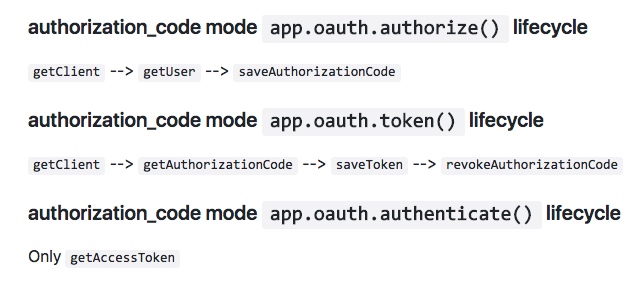 authorization_code mode app.oauth.authorize() lifecycle
getClient --> getUser --> saveAuthorizationCode
authorization_code mode app.oauth.token() lifecycle
getClient --> getAuthorizationCode --> saveToken --> revokeAuthorizationCode
authorization_code mode app.oauth.authenticate() lifecycle
Only getAccessToken